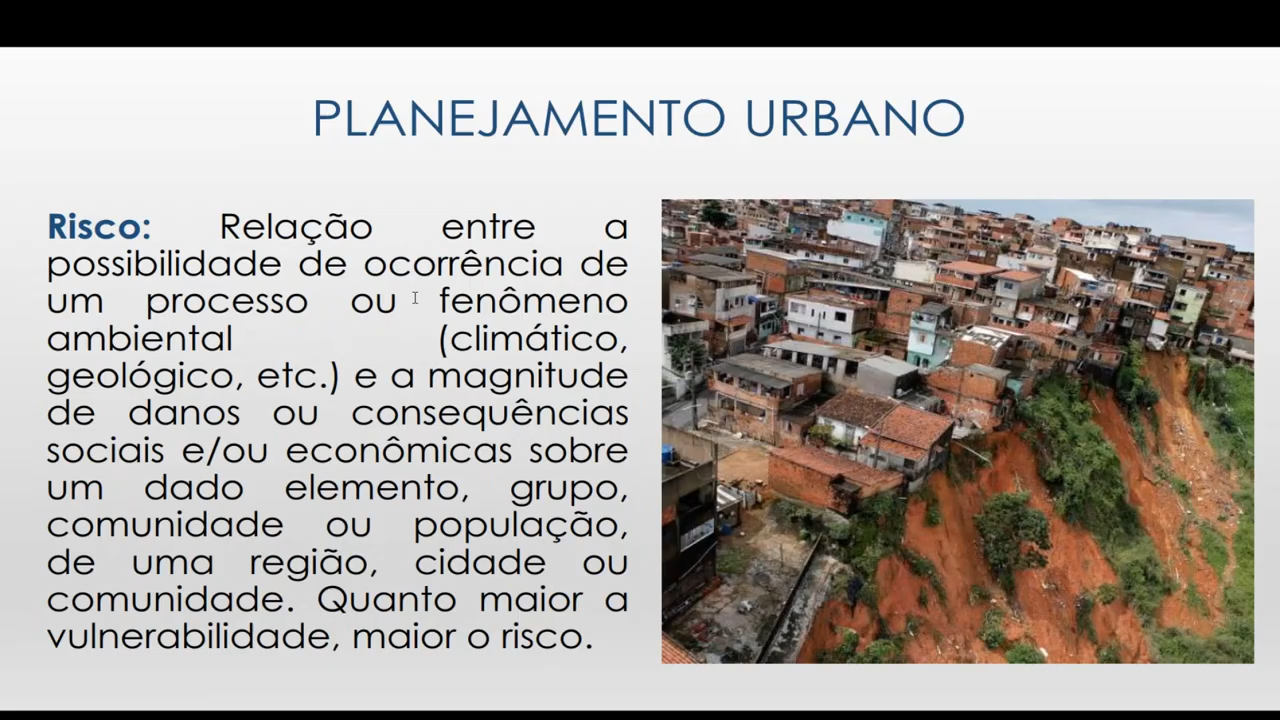 PLANEJAMENTO URBANO
Risco: Relação entre a
possibilidade de ocorrência de
um processo ou fenômeno
ambiental (climático,
geológico, etc.) e a magnitude
de danos ou consequências
sociais e/ou econômicas sobre
um dado elemento, grupo,
comunidade ou população,
de uma região, cidade ou
comunidade. Quanto maior a
vulnerabilidade, maior o risco.